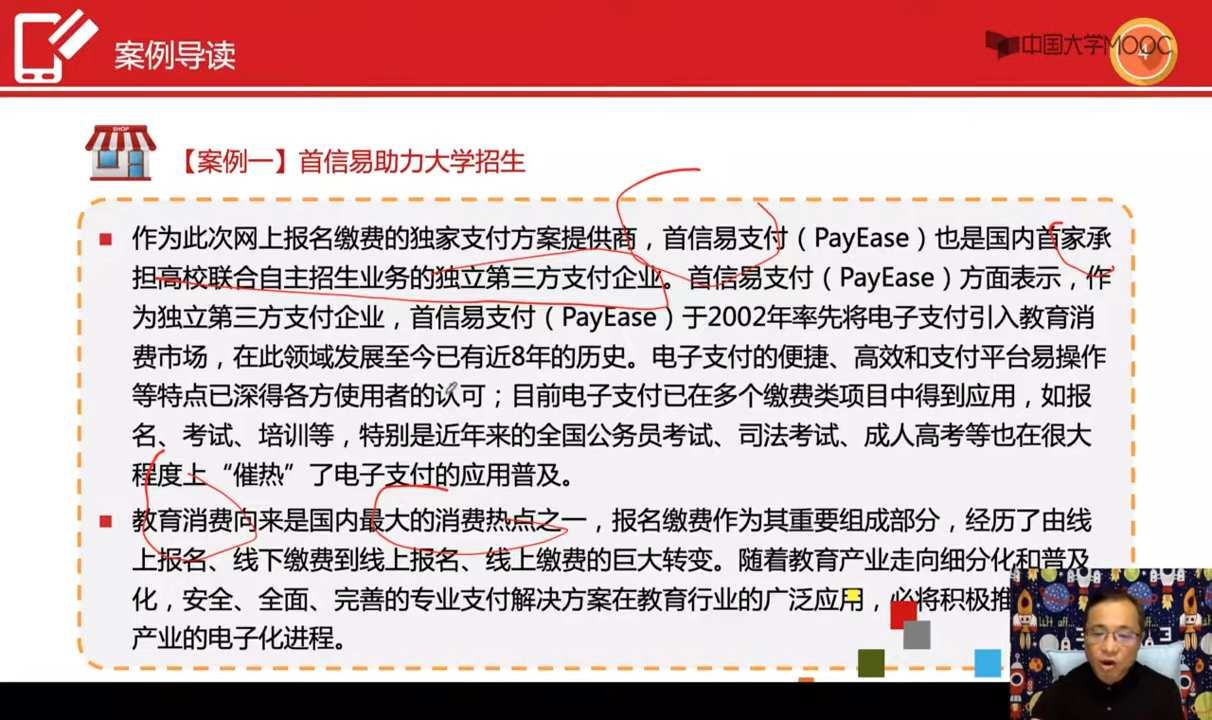 案例导读
中国大学MOOC
4
SHOP
【案例一】首信易助力大学招生
作为此次网上报名缴费的独家支付方案提供商，首信易支付（PayEase）也是国内首家承
担高校联合自主招生业务的独立第三方支付企业。首信易支付（PayEase）方面表示，作
为独立第三方支付企业，首信易支付（PayEase）于2002年率先将电子支付引入教育消
费市场，在此领域发展至今已有近8年的历史。电子支付的便捷、高效和支付平台易操作
等特点已深得各方使用者的认可；目前电子支付已在多个缴费类项目中得到应用，如报
名、考试、培训等，特别是近年来的全国公务员考试、司法考试、成人高考等也在很大
程度上“催热”了电子支付的应用普及。
教育消费向来是国内最大的消费热点之一，报名缴费作为其重要组成部分，经历了由线
上报名、线下缴费到线上报名、线上缴费的巨大转变。随着教育产业走向细分化和普及
化，安全、全面、完善的专业支付解决方案在教育行业的广泛应用，必将积极推
产业的电子化进程。